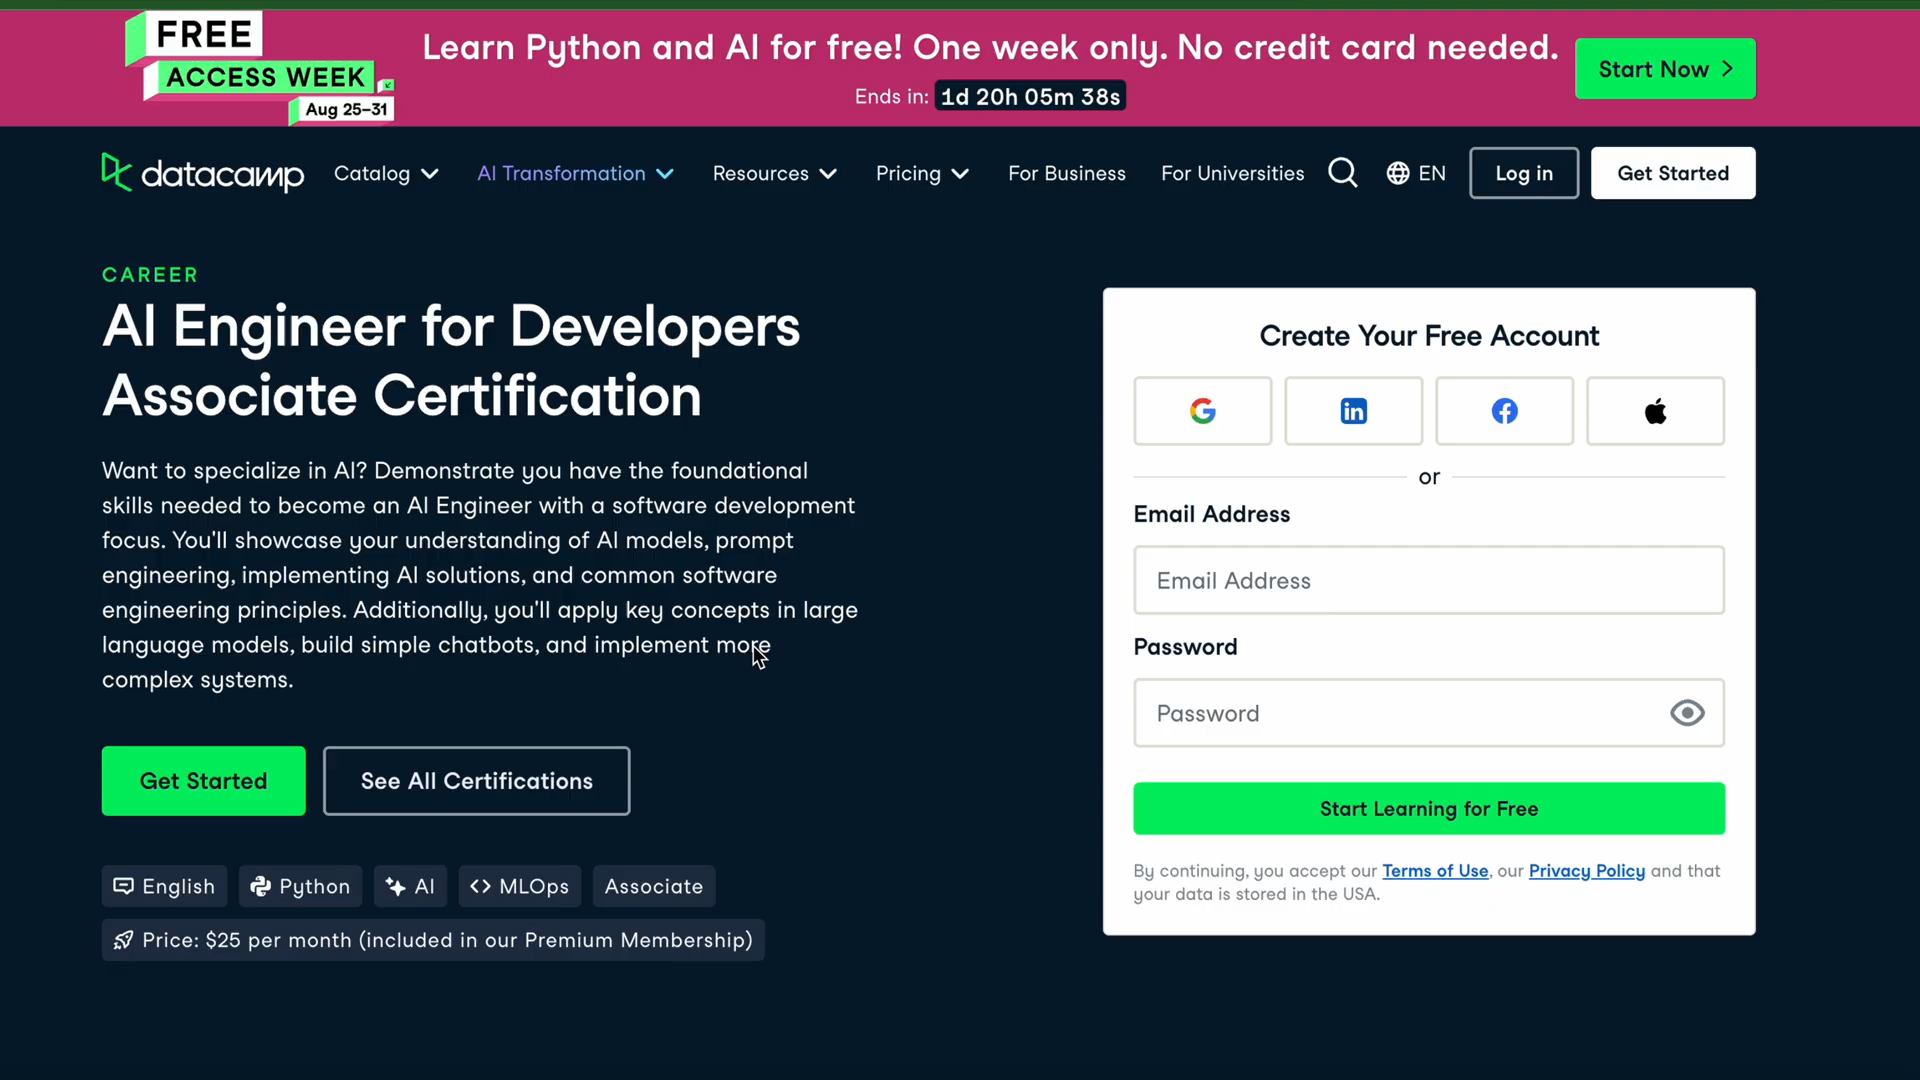 FREE
ACCESS WEEK
Aug 25–31
Learn Python and AI for free! One week only. No credit card needed.
Ends in: 1d 20h 05m 38s
Start Now
datacamp
Catalog
AI Transformation
Resources
Pricing
For Business
For Universities
EN
Log in
Get Started
CAREER
AI Engineer for Developers
Associate Certification
Want to specialize in AI? Demonstrate you have the foundational
skills needed to become an AI Engineer with a software development
focus. You'll showcase your understanding of AI models, prompt
engineering, implementing AI solutions, and common software
engineering principles. Additionally, you'll apply key concepts in large
language models, build simple chatbots, and implement more
complex systems.
Get Started
See All Certifications
English
Python
AI
MLOps
Associate
Price: $25 per month (included in our Premium Membership)
Create Your Free Account
or
Email Address
Email Address
Password
Password
Start Learning for Free
By continuing, you accept our Terms of Use, our Privacy Policy and that
your data is stored in the USA.